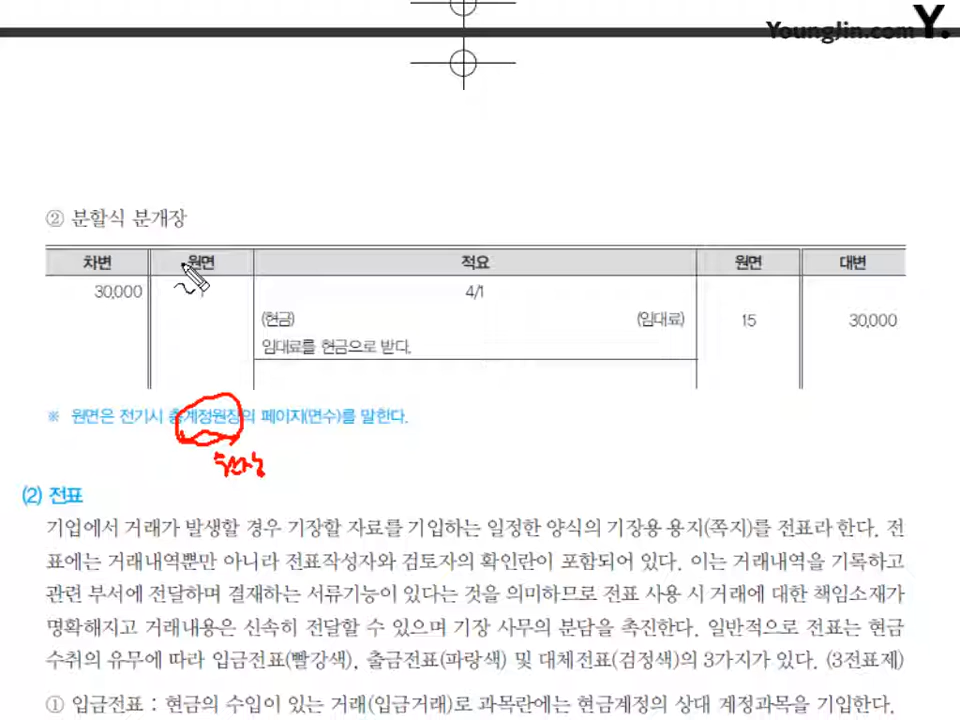 YoungJin.com Y.
② 분할식 분개장
차변 원면 적요 원면 대변
30,000 1 4/1
(현금) (임대료) 15 30,000
임대료를 현금으로 받다.
※ 원면은 전기시 총계정원장의 페이지(면수)를 말한다.
(2) 전표
기업에서 거래가 발생할 경우 기장할 자료를 기입하는 일정한 양식의 기장용 용지(쪽지)를 전표라 한다. 전
표에는 거래내역뿐만 아니라 전표작성자와 검토자의 확인란이 포함되어 있다. 이는 거래내역을 기록하고
관련 부서에 전달하며 결재하는 서류기능이 있다는 것을 의미하므로 전표 사용 시 거래에 대한 책임소재가
명확해지고 거래내용은 신속히 전달할 수 있으며 기장 사무의 분담을 촉진한다. 일반적으로 전표는 현금
수취의 유무에 따라 입금전표(빨강색), 출금전표(파랑색) 및 대체전표(검정색)의 3가지가 있다. (3전표제)
① 입금전표 : 현금의 수입이 있는 거래(입금거래)로 과목란에는 현금계정의 상대 계정과목을 기입한다.